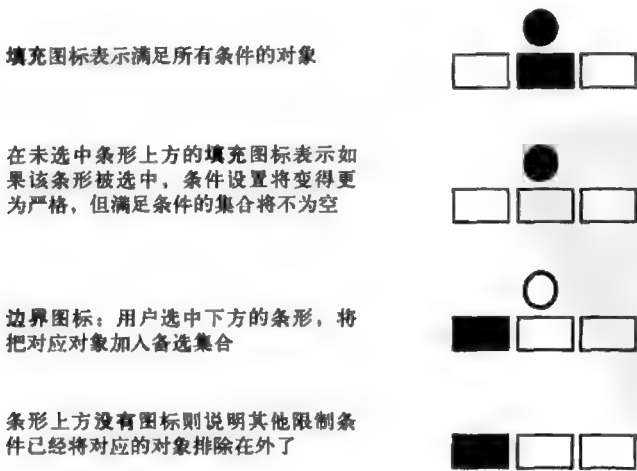 填充图标表示满足所有条件的对象
在未选中条形上方的填充图标表示如
果该条形被选中，条件设置将变得更
为严格，但满足条件的集合将不为空
边界图标：用户选中下方的条形，将
把对应对象加入备选集合
条形上方没有图标则说明其他限制条
件已经将对应的对象排除在外了